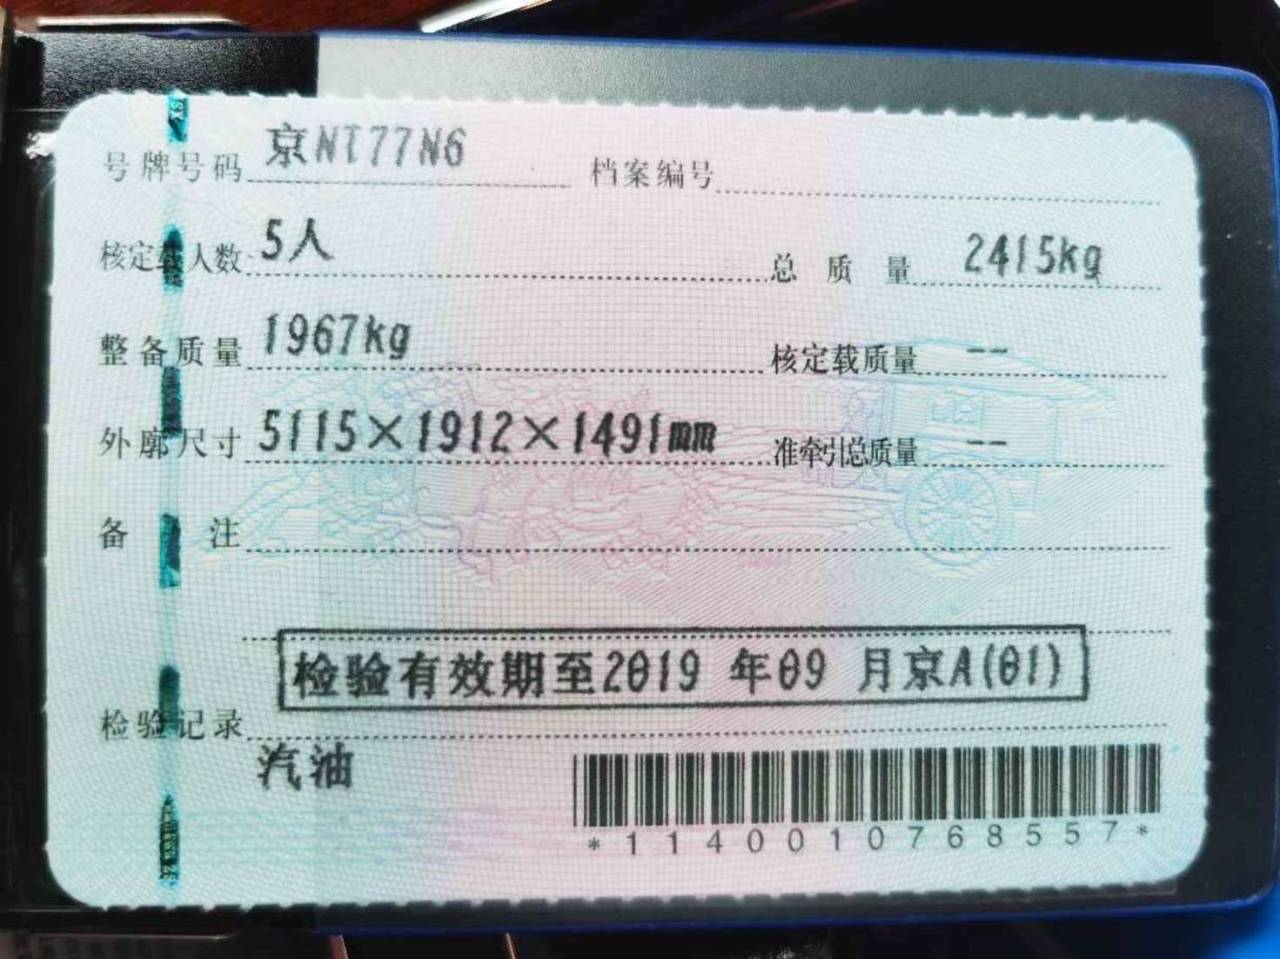 号牌号码 京NT77N6 档案编号
核定载人数 5人 总质量 2415kg
整备质量 1967kg 核定载质量 --
外廓尺寸 5115×1912×1491mm 准牵引总质量 --
备注
检验有效期至2019 年09 月京A(01)
检验记录
汽油
*1140010768557*